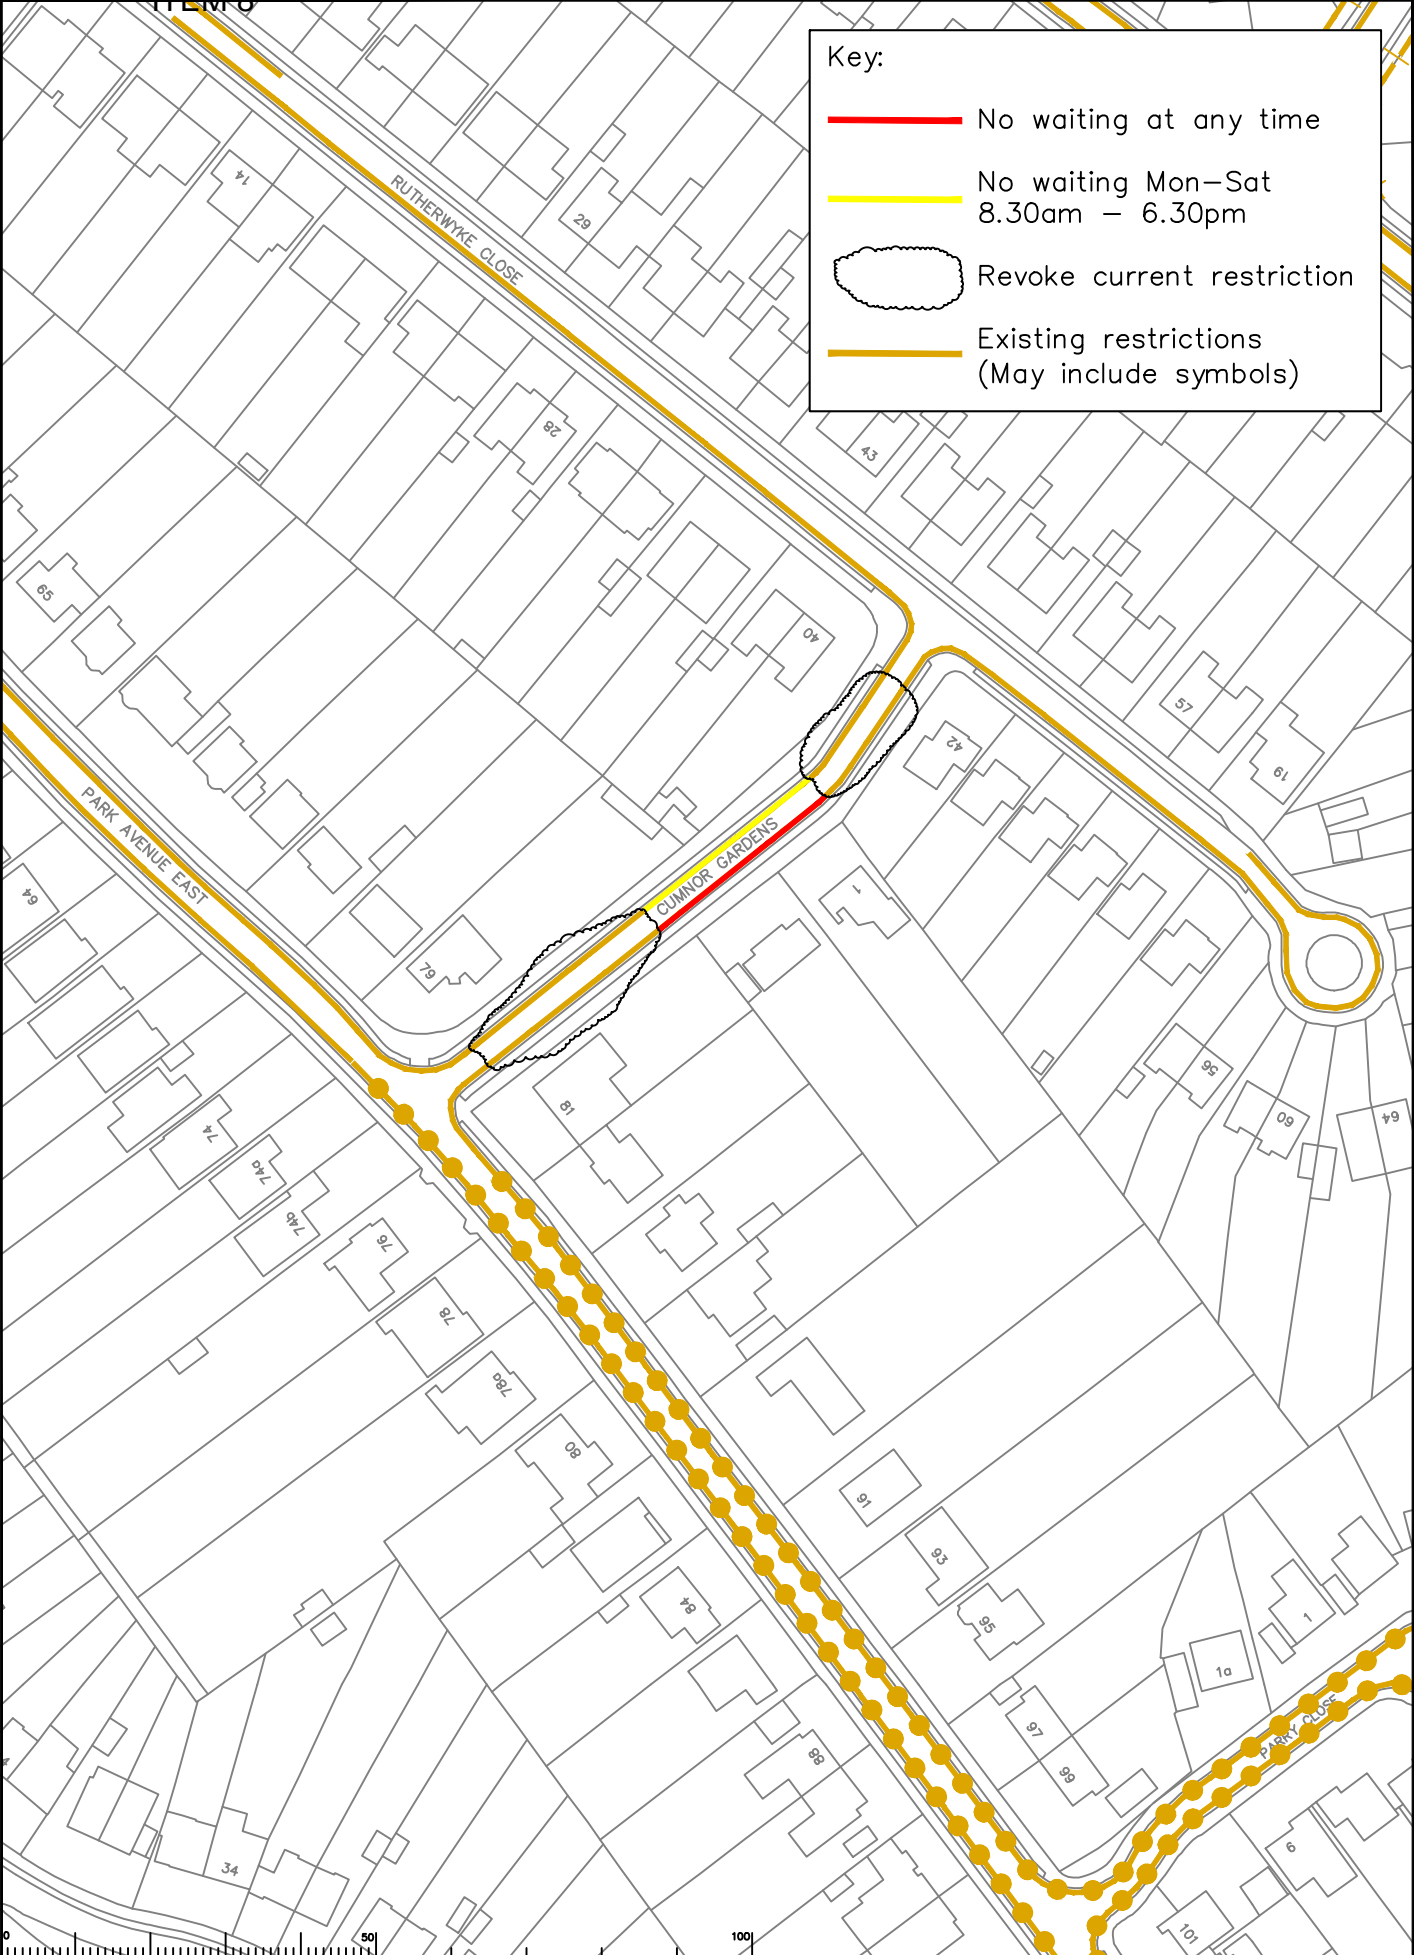 ITEM 8
Key:
No waiting at any time
No waiting Mon-Sat
8.30am - 6.30pm
Revoke current restriction
Existing restrictions
(May include symbols)
14
RUTHERWYKE CLOSE
29
28
43
65
40
57
42
19
PARK AVENUE EAST
CUMNOR GARDENS
1
64
79
81
56
60
64
74
74a
74b
76
78
78a
80
91
93
95
84
1
1a
97
99
PARRY CLOSE
88
6
34
101
0
50
100